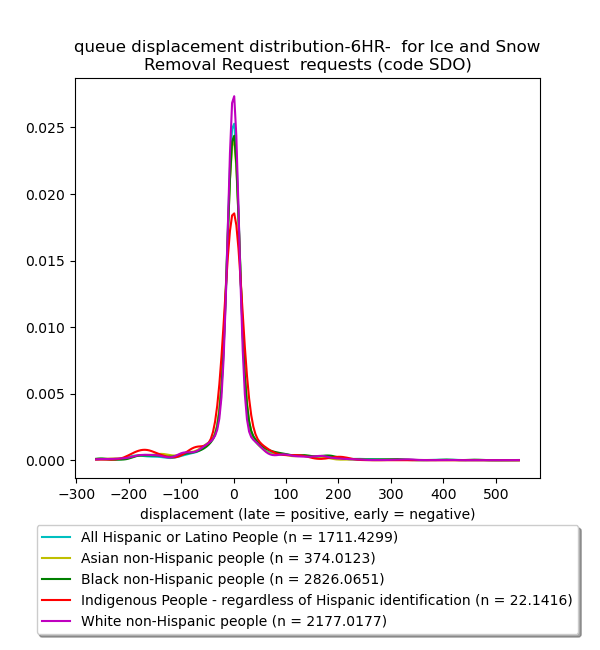 queue displacement distribution-6HR-  for Ice and Snow
Removal Request  requests (code SDO)
0.025
0.020
0.015
0.010
0.005
0.000
−300 −200 −100 0 100 200 300 400 500
displacement (late = positive, early = negative)
All Hispanic or Latino People (n = 1711.4299)
Asian non-Hispanic people (n = 374.0123)
Black non-Hispanic people (n = 2826.0651)
Indigenous People - regardless of Hispanic identification (n = 22.1416)
White non-Hispanic people (n = 2177.0177)